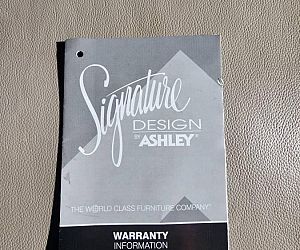 Signature
DESIGN
BY ASHLEY®
THE WORLD CLASS FURNITURE COMPANY
WARRANTY
INFORMATION